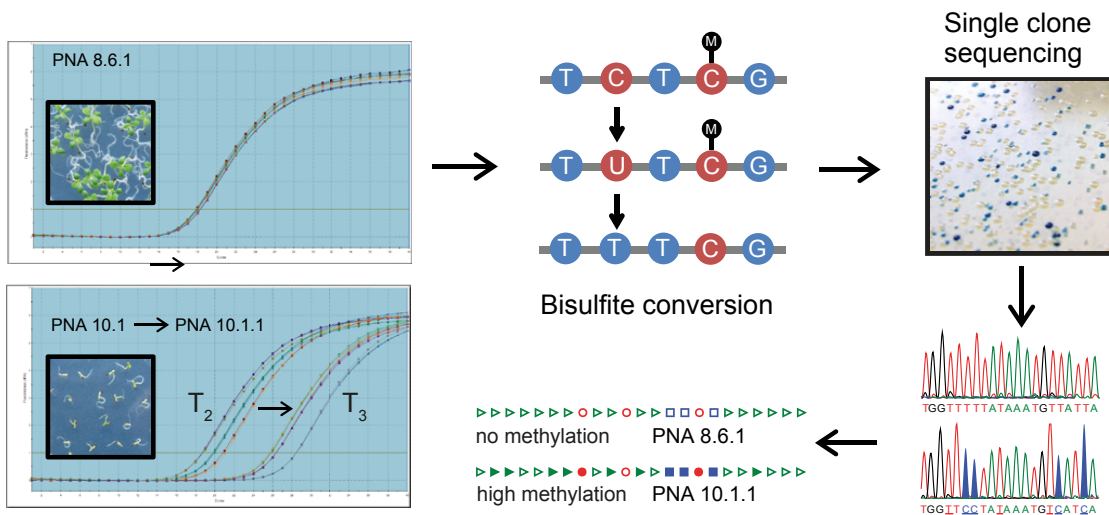 PNA 8.6.1
PNA 10.1 → PNA 10.1.1
T2 → T3
M
T C T C G
M
T U T C G
T T T C G
Bisulfite conversion
Single clone
sequencing
TGGTTTTTATAAATGTTATTA
TGGTTCCTATAAATGTCATCA
no methylation PNA 8.6.1
high methylation PNA 10.1.1